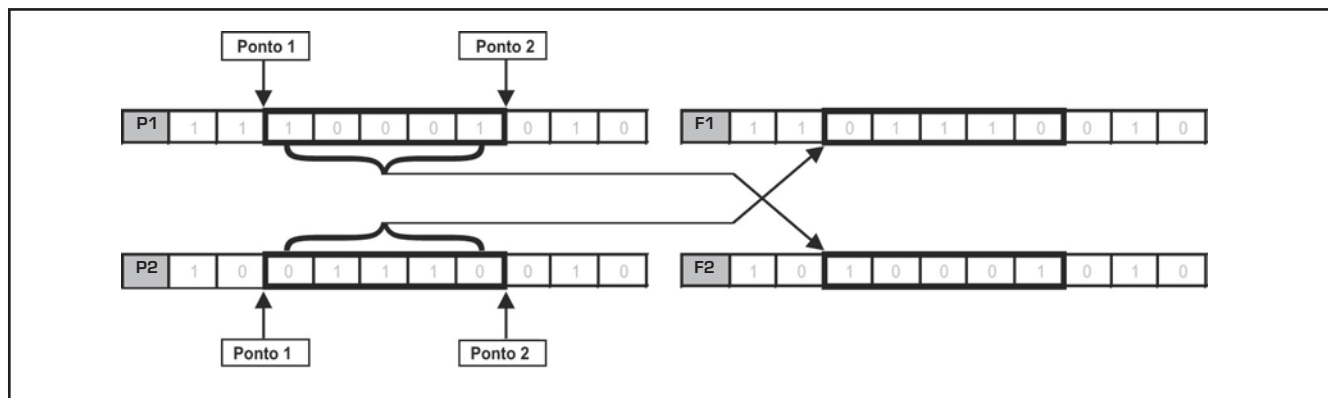 Ponto 1 Ponto 2
P1 1 1 1 0 0 0 1 0 1 0 F1 1 1 0 1 1 1 0 0 1 0
P2 1 0 0 1 1 1 0 0 1 0 F2 1 0 1 0 0 0 1 0 1 0
Ponto 1 Ponto 2